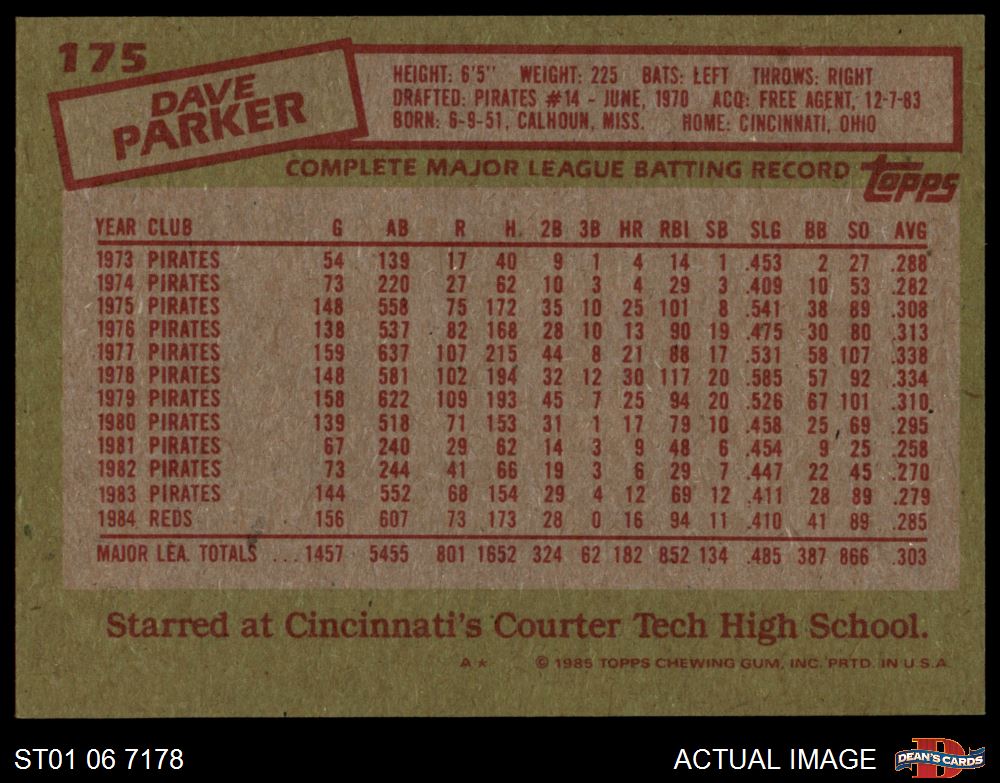 175
DAVE
PARKER
HEIGHT: 6'5" WEIGHT: 225 BATS: LEFT THROWS: RIGHT
DRAFTED: PIRATES #14 - JUNE, 1970 ACQ: FREE AGENT, 12-7-83
BORN: 6-9-51, CALHOUN, MISS. HOME: CINCINNATI, OHIO
COMPLETE MAJOR LEAGUE BATTING RECORD
Topps
YEAR CLUB G AB R H. 2B 3B HR RBI SB SLG BB SO AVG
1973 PIRATES 54 139 17 40 9 1 4 14 1 .453 2 27 .288
1974 PIRATES 73 220 27 62 10 3 4 29 3 .409 10 53 .282
1975 PIRATES 148 558 75 172 35 10 25 101 8 .541 38 89 .308
1976 PIRATES 138 537 82 168 28 10 13 90 19 .475 30 80 .313
1977 PIRATES 159 637 107 215 44 8 21 88 17 .531 58 107 .338
1978 PIRATES 148 581 102 194 32 12 30 117 20 .585 57 92 .334
1979 PIRATES 158 622 109 193 45 7 25 94 20 .526 67 101 .310
1980 PIRATES 139 518 71 153 31 1 17 79 10 .458 25 69 .295
1981 PIRATES 67 240 29 62 14 3 9 48 6 .454 9 25 .258
1982 PIRATES 73 244 41 66 19 3 6 29 7 .447 22 45 .270
1983 PIRATES 144 552 68 154 29 4 12 69 12 .411 28 89 .279
1984 REDS 156 607 73 173 28 0 16 94 11 .410 41 89 .285
MAJOR LEA. TOTALS ... 1457 5455 801 1652 324 62 182 852 134 .485 387 866 .303
Starred at Cincinnati's Courter Tech High School.
A★ © 1985 TOPPS CHEWING GUM, INC. PRTD. IN U.S.A.
ST01 06 7178
ACTUAL IMAGE
D
DEAN'S CARDS